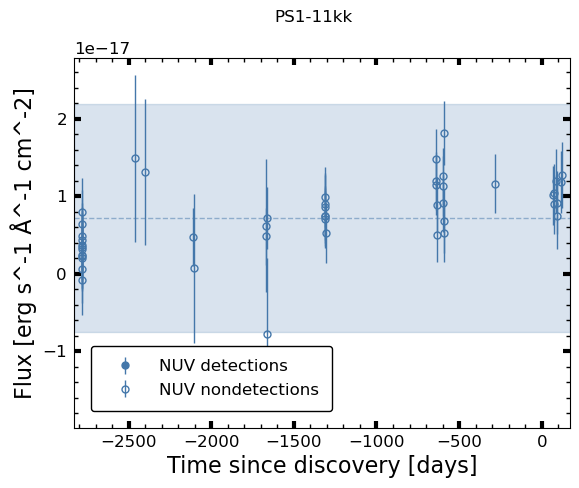 PS1-11kk
1e−17
2
1
0
−1
Flux [erg s^-1 Å^-1 cm^-2]
NUV detections
NUV nondetections
−2500 −2000 −1500 −1000 −500 0
Time since discovery [days]